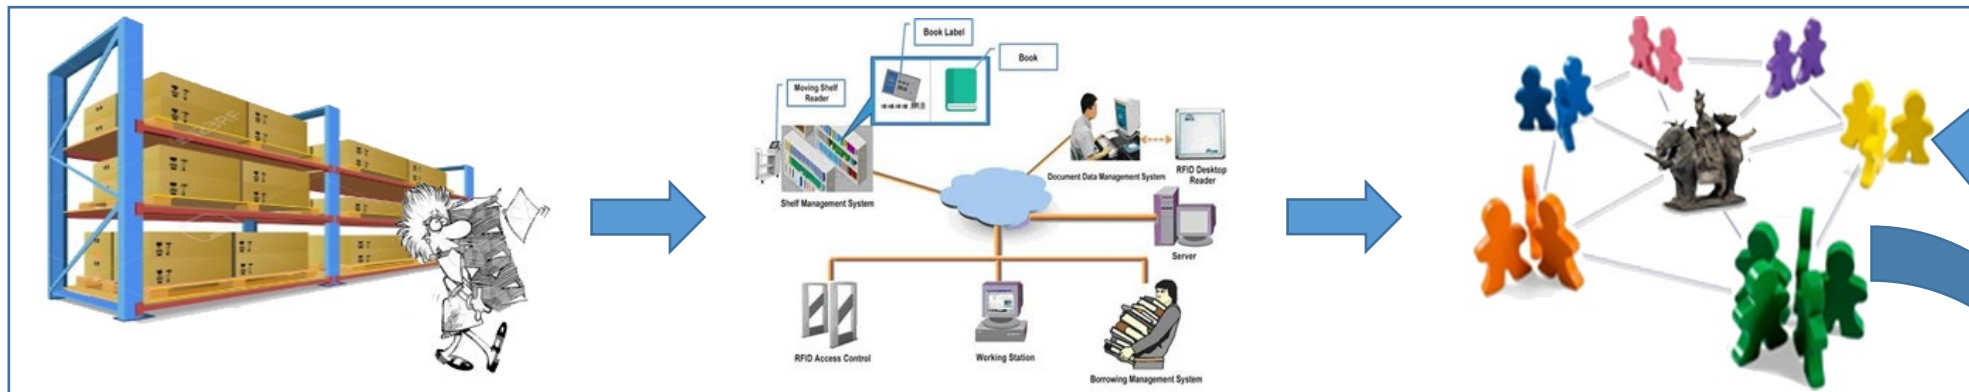 Book Label
Book
Moving Shelf
Reader
Shelf Management System
Document Data Management System
RFID Desktop
Reader
Server
RFID Access Control
Working Station
Borrowing Management System